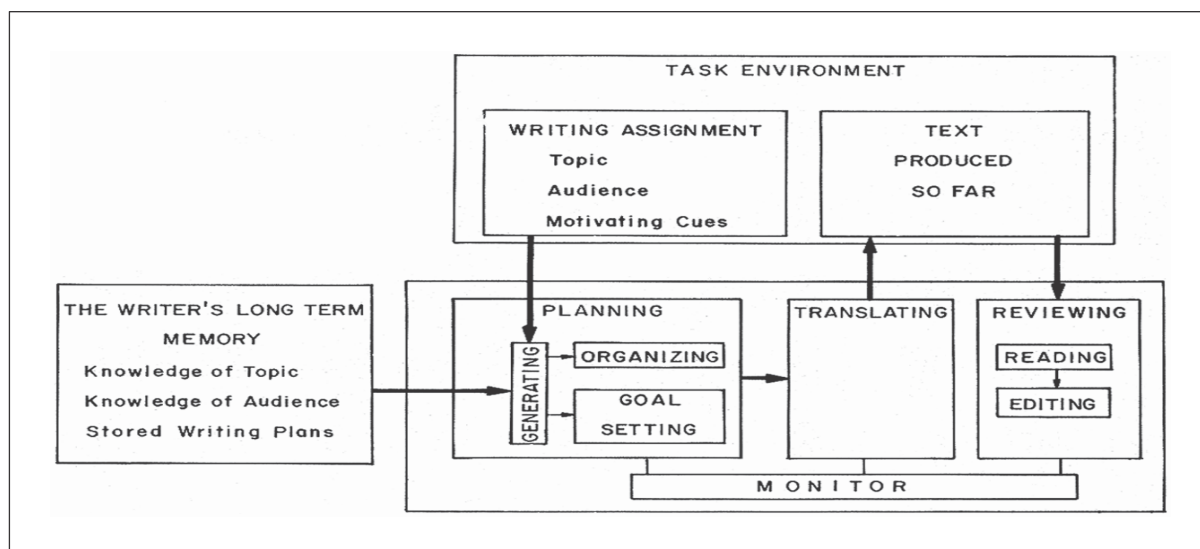 TASK ENVIRONMENT
WRITING ASSIGNMENT
Topic
Audience
Motivating Cues
TEXT
PRODUCED
SO FAR
THE WRITER'S LONG TERM
MEMORY
Knowledge of Topic
Knowledge of Audience
Stored Writing Plans
PLANNING
GENERATING
ORGANIZING
GOAL
SETTING
TRANSLATING
REVIEWING
READING
EDITING
MONITOR